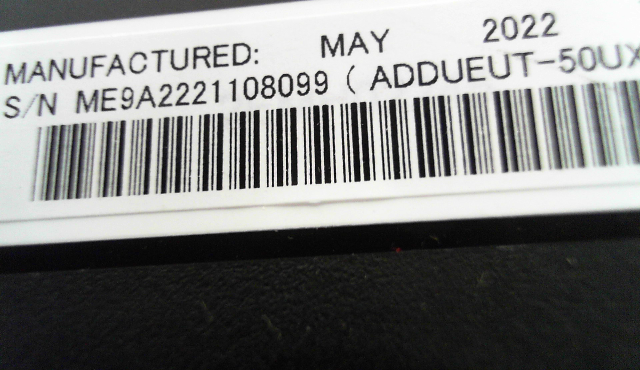 MANUFACTURED: MAY 2022
S/N ME9A2221108099 ( ADDUEUT-50UX